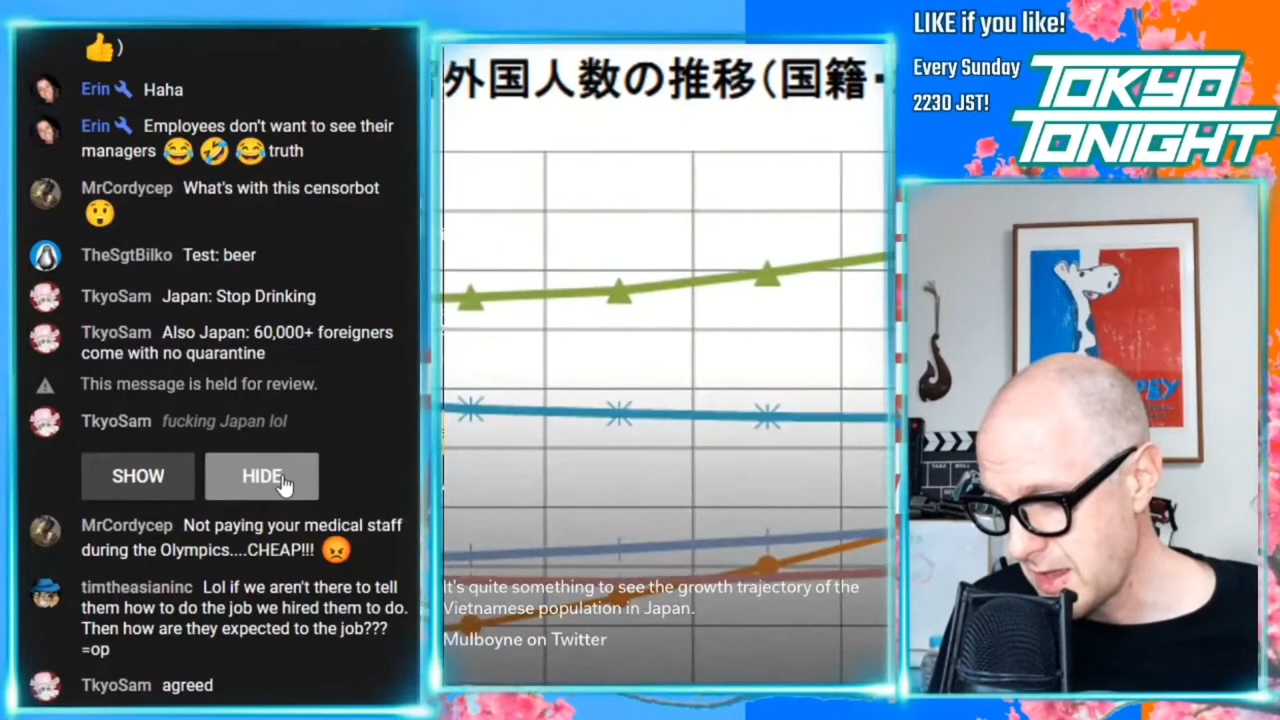 👍)
Erin Haha
Erin Employees don't want to see their
managers 😂 🤣 😂 truth
MrCordycep What's with this censorbot
😲
TheSgtBilko Test: beer
TkyoSam Japan: Stop Drinking
TkyoSam Also Japan: 60,000+ foreigners
come with no quarantine
This message is held for review.
TkyoSam fucking Japan lol
SHOW HIDE
MrCordycep Not paying your medical staff
during the Olympics....CHEAP!!! 😡
timtheasianinc Lol if we aren't there to tell
them how to do the job we hired them to do.
Then how are they expected to the job???
=op
TkyoSam agreed
外国人数の推移(国籍・
It's quite something to see the growth trajectory of the
Vietnamese population in Japan.
Mulboyne on Twitter
LIKE if you like!
Every Sunday
2230 JST!
TOKYO
TONIGHT
TAKE ROLL